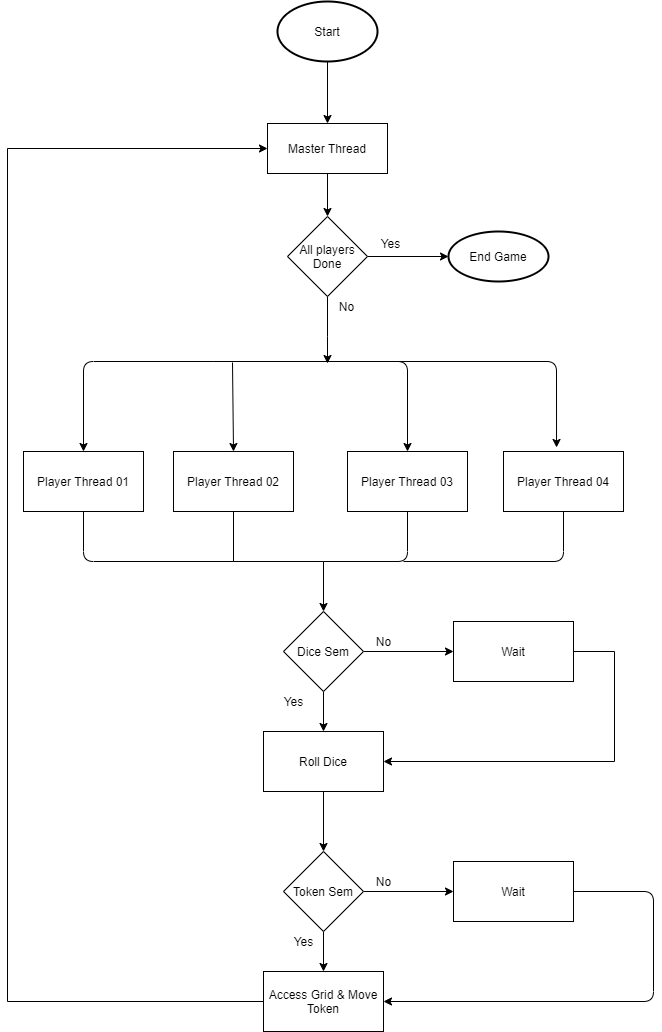 Start
Master Thread
All players
Done
Yes
End Game
No
Player Thread 01
Player Thread 02
Player Thread 03
Player Thread 04
Dice Sem
No
Wait
Yes
Roll Dice
Token Sem
No
Wait
Yes
Access Grid & Move
Token